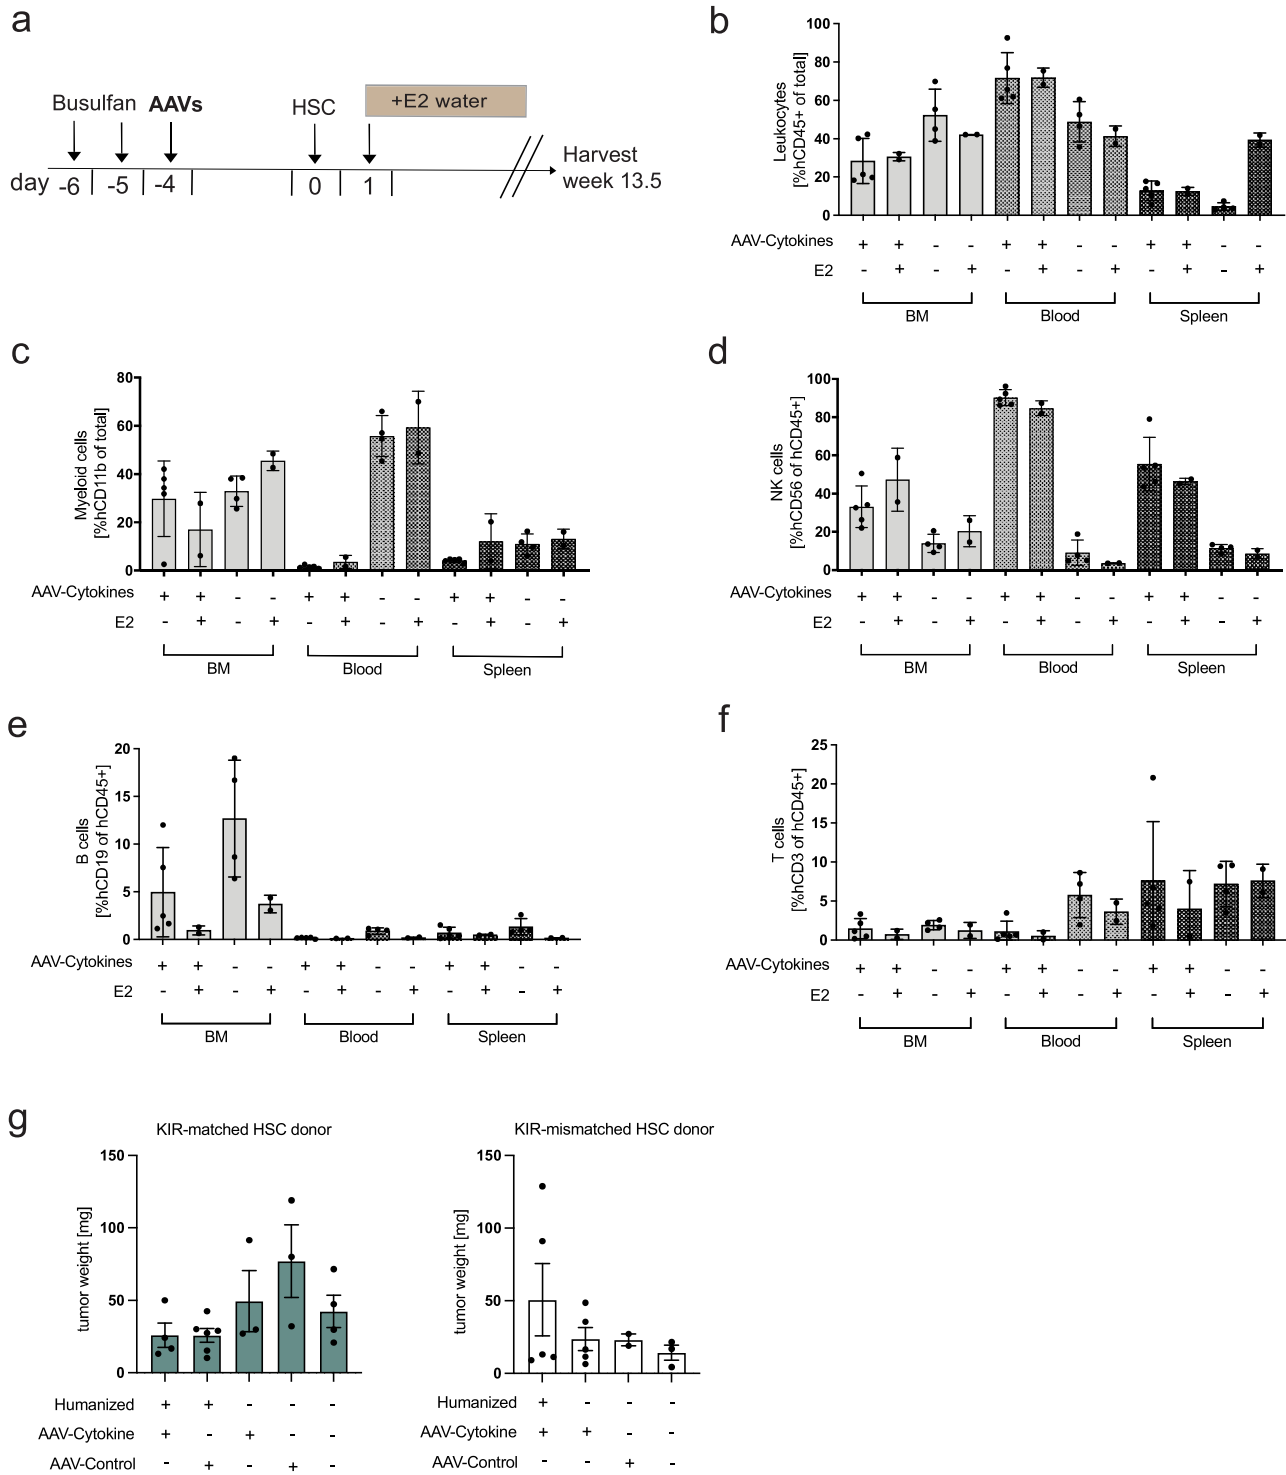 a
Busulfan AAVs HSC +E2 water
day -6 -5 -4 0 1
Harvest
week 13.5
b
Leukocytes
[%hCD45+ of total]
100
80
60
40
20
0
AAV-Cytokines + + - - + + - - + + - -
E2 - + - + - + - + - + - +
BM Blood Spleen
c
Myeloid cells
[%hCD11b of total]
80
60
40
20
0
AAV-Cytokines + + - - + + - - + + - -
E2 - + - + - + - + - + - +
BM Blood Spleen
d
NK cells
[%hCD56 of hCD45+]
100
80
60
40
20
0
AAV-Cytokines + + - - + + - - + + - -
E2 - + - + - + - + - + - +
BM Blood Spleen
e
B cells
[%hCD19 of hCD45+]
20
15
10
5
0
AAV-Cytokines + + - - + + - - + + - -
E2 - + - + - + - + - + - +
BM Blood Spleen
f
T cells
[%hCD3 of hCD45+]
25
20
15
10
5
0
AAV-Cytokines + + - - + + - - + + - -
E2 - + - + - + - + - + - +
BM Blood Spleen
g
KIR-matched HSC donor
tumor weight [mg]
150
100
50
0
Humanized + + - - -
AAV-Cytokine + - + - -
AAV-Control - + - + -
KIR-mismatched HSC donor
tumor weight [mg]
150
100
50
0
Humanized + - - -
AAV-Cytokine + + - -
AAV-Control - - + -